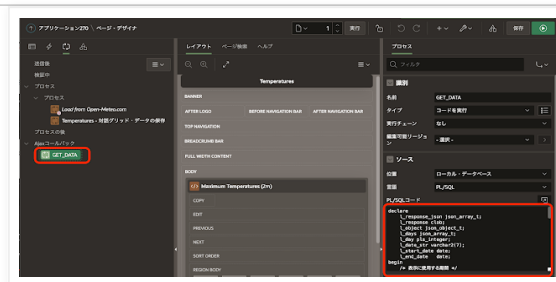 アプリケーション270 \ ページ・デザイナ
1
実行
保存
レイアウト ページ検索 ヘルプ
プロセス
送信後
検証中
プロセス
プロセス
Load from Open-Meteo.com
Temperatures - 対話グリッド - データの保存
プロセスの後
Ajaxコールバック
GET_DATA
Temperatures
BANNER
AFTER LOGO
BEFORE NAVIGATION BAR
AFTER NAVIGATION BAR
TOP NAVIGATION
BREADCRUMB BAR
FULL WIDTH CONTENT
BODY
Maximum Temparatures (2m)
COPY
EDIT
PREVIOUS
NEXT
SORT ORDER
REGION BODY
フィルタ
識別
名前 GET_DATA
タイプ コードを実行
実行チェーン なし
編集可能リージョン - 選択 -
ソース
位置 ローカル・データベース
言語 PL/SQL
PL/SQLコード
declare
l_response_json json_array_t;
l_response clob;
l_object json_object_t;
l_days json_array_t;
l_day pls_integer;
l_date_str varchar2(7);
l_start_date date;
l_end_date date;
begin
/* 表示に使用する期間 */